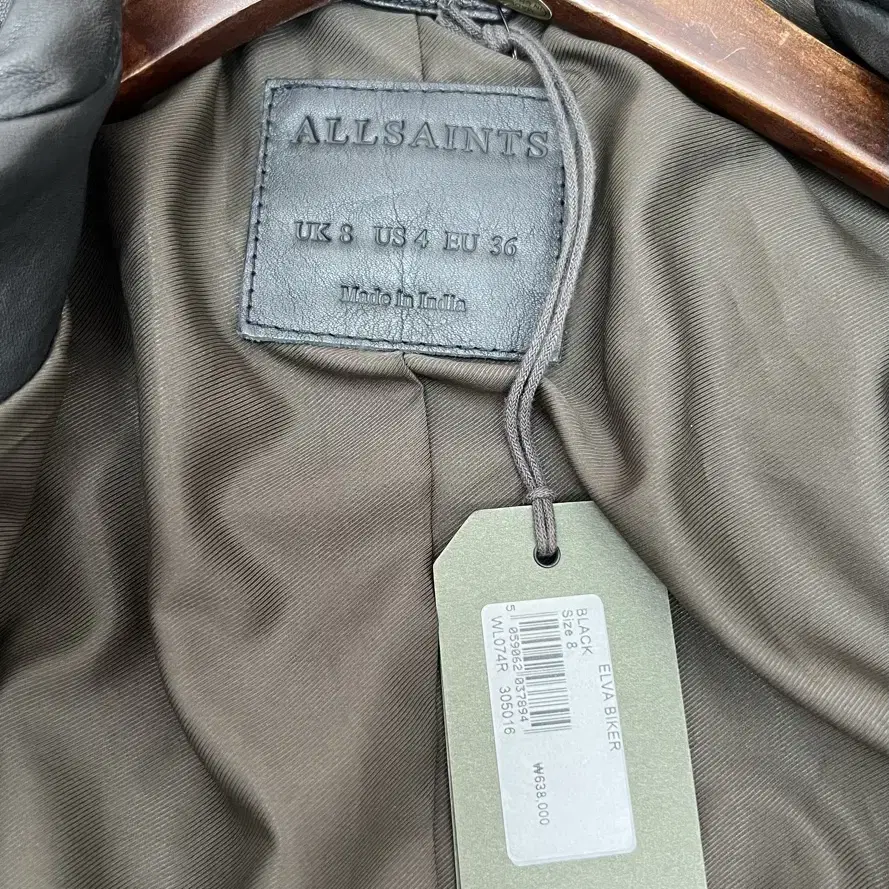 ALLSAINTS
UK 8 US 4 EU 36
Made in India
ELVA BIKER
BLACK
Size 8
5 059062 037894
WL074R 305016
₩638,000